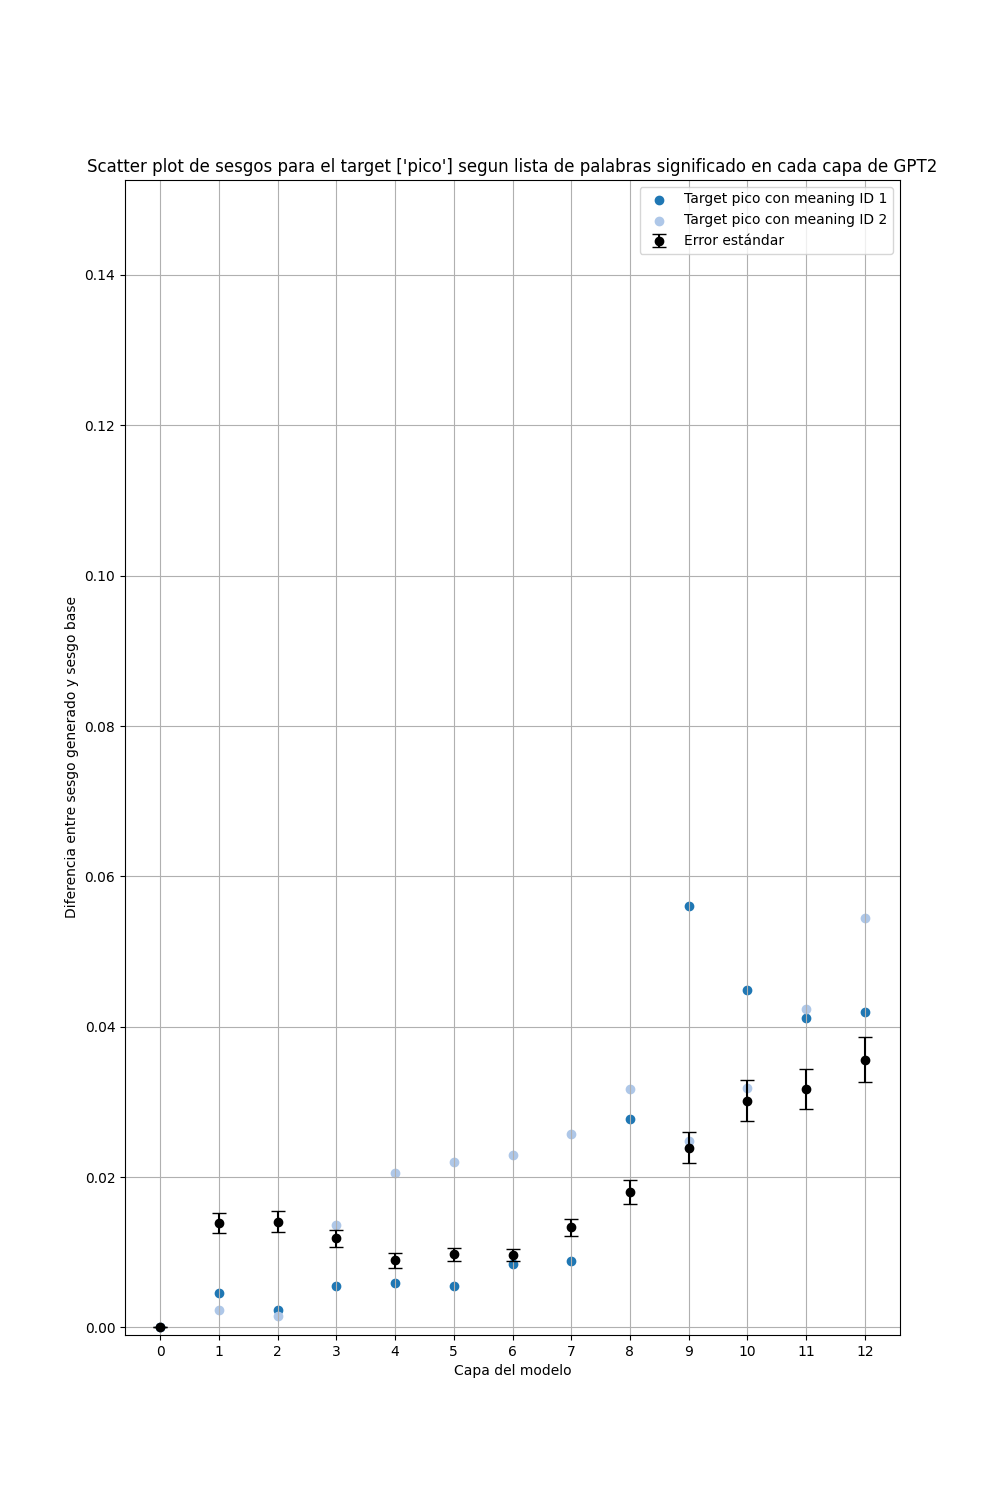 Scatter plot de sesgos para el target ['pico'] segun lista de palabras significado en cada capa de GPT2
Target pico con meaning ID 1
Target pico con meaning ID 2
Error estándar
0.14
0.12
0.10
0.08
0.06
0.04
0.02
0.00
Diferencia entre sesgo generado y sesgo base
0 1 2 3 4 5 6 7 8 9 10 11 12
Capa del modelo